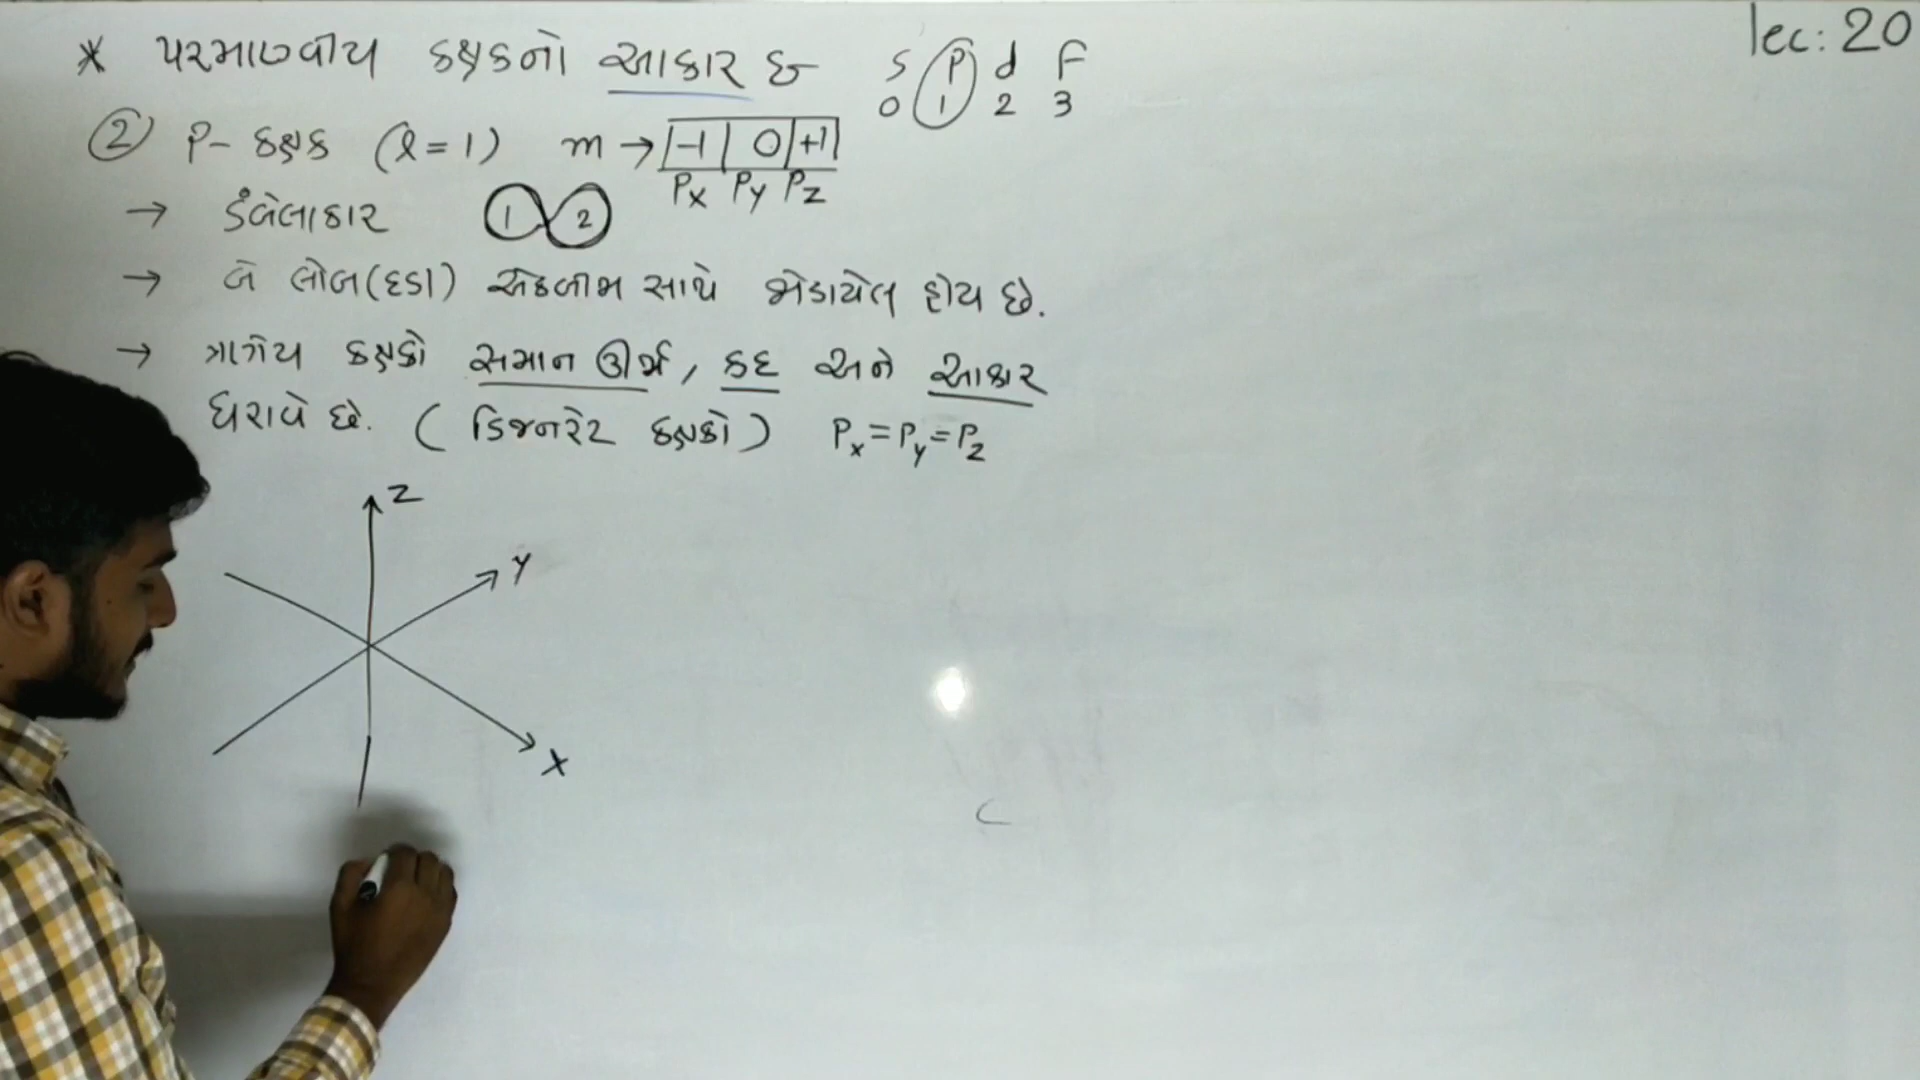 lec: 20
* પરમાણ્વીય કક્ષકનો આકાર :-
s p d f
0 1 2 3
② P- કક્ષક (l = 1) m → -1 0 +1
Px Py Pz
→ ડંબેલાકાર 1 2
→ બે લોબ(દડા) એકબીજા સાથે જોડાયેલ હોય છે.
→ ત્રણેય કક્ષકો સમાન ઊર્જા, કદ અને આકાર
ધરાવે છે. ( ડિજનરેટ કક્ષકો ) Px = Py = Pz
Z
Y
X